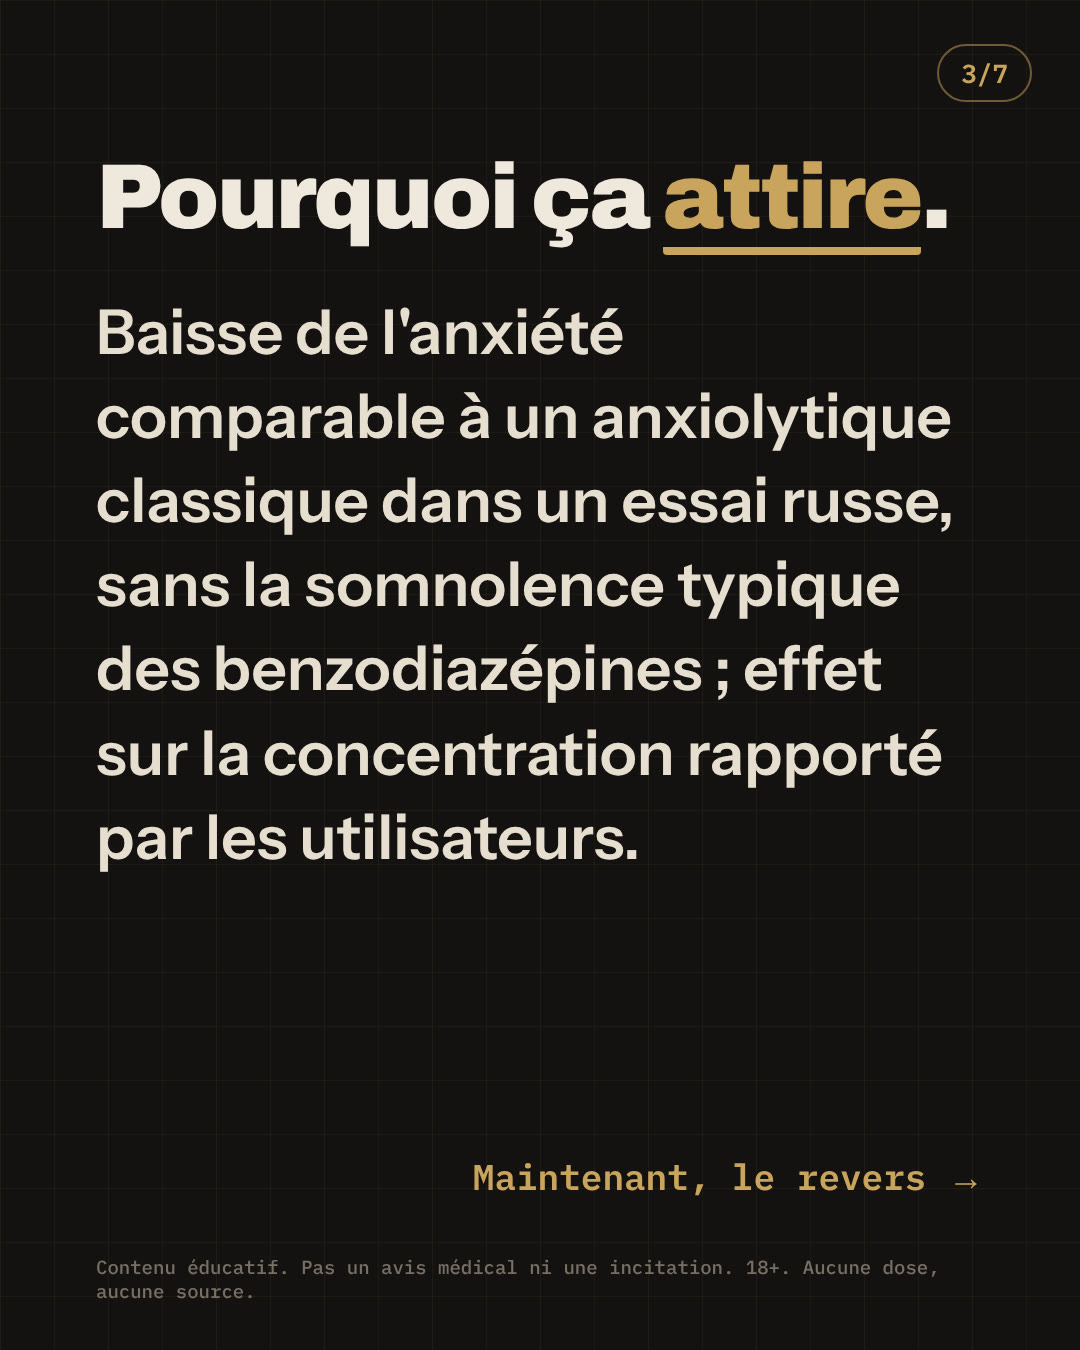 3/7
Pourquoi ça attire.
Baisse de l'anxiété
comparable à un anxiolytique
classique dans un essai russe,
sans la somnolence typique
des benzodiazépines ; effet
sur la concentration rapporté
par les utilisateurs.
Maintenant, le revers →
Contenu éducatif. Pas un avis médical ni une incitation. 18+. Aucune dose,
aucune source.